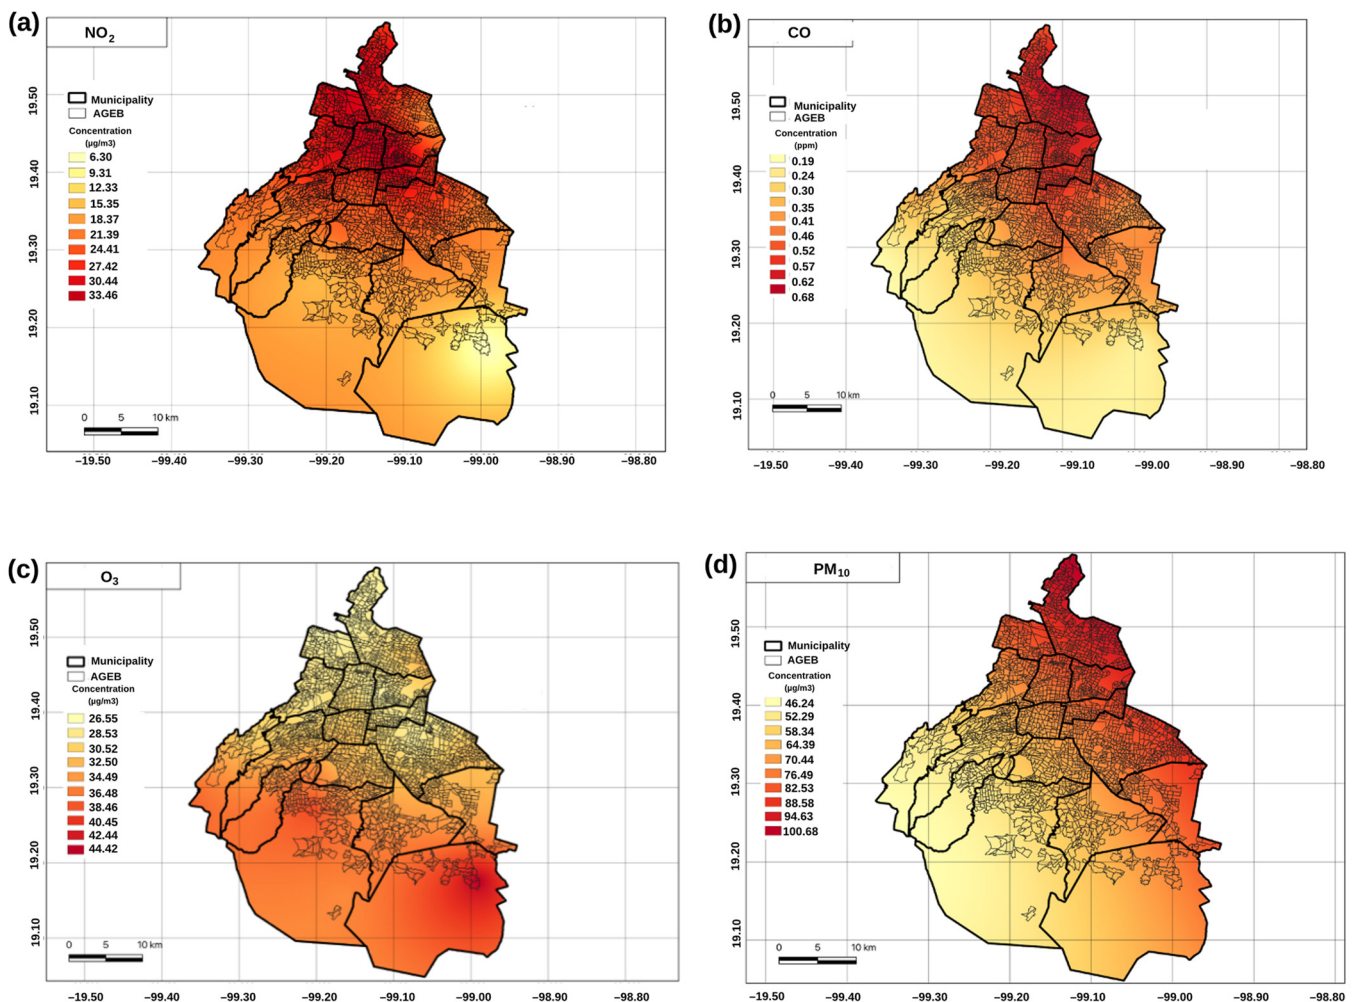 (a)
NO2
Municipality
AGEB
Concentration
(µg/m3)
6.30
9.31
12.33
15.35
18.37
21.39
24.41
27.42
30.44
33.46
19.50
19.40
19.30
19.20
19.10
0 5 10 km
−19.50 −99.40 −99.30 −99.20 −99.10 −99.00 −98.90 −98.80
(b)
CO
Municipality
AGEB
Concentration
(ppm)
0.19
0.24
0.30
0.35
0.41
0.46
0.52
0.57
0.62
0.68
19.50
19.40
19.30
19.20
19.10
0 5 10 km
−19.50 −99.40 −99.30 −99.20 −99.10 −99.00 −98.90 −98.80
(c)
O3
Municipality
AGEB
Concentration
(µg/m3)
26.55
28.53
30.52
32.50
34.49
36.48
38.46
40.45
42.44
44.42
19.50
19.40
19.30
19.20
19.10
0 5 10 km
−19.50 −99.40 −99.30 −99.20 −99.10 −99.00 −98.90 −98.80
(d)
PM10
Municipality
AGEB
Concentration
(µg/m3)
46.24
52.29
58.34
64.39
70.44
76.49
82.53
88.58
94.63
100.68
19.50
19.40
19.30
19.20
19.10
0 5 10 km
−19.50 −99.40 −99.30 −99.20 −99.10 −99.00 −98.90 −98.80